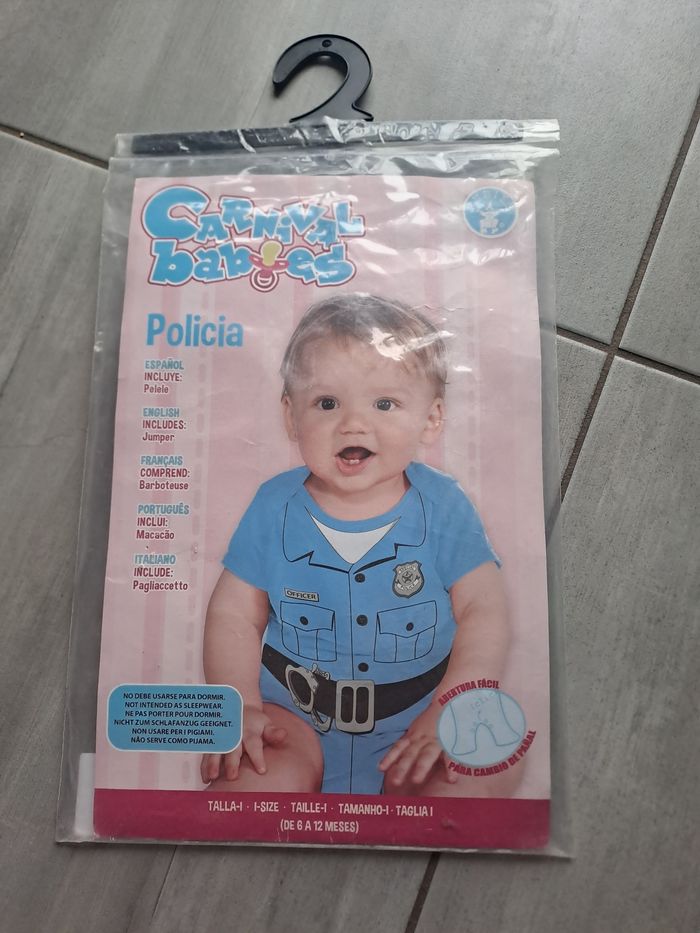 CARNIVAL
babies
Policia
ESPAÑOL
INCLUYE:
Pelele
ENGLISH
INCLUDES:
Jumper
FRANÇAIS
COMPREND:
Barboteuse
PORTUGUÊS
INCLUI:
Macacão
ITALIANO
INCLUDE:
Pagliaccetto
OFFICER
NO DEBE USARSE PARA DORMIR.
NOT INTENDED AS SLEEPWEAR.
NE PAS PORTER POUR DORMIR.
NICHT ZUM SCHLAFANZUG GEEIGNET.
NON USARE PER I PIGIAMI.
NÃO SERVE COMO PIJAMA.
ABERTURA FÁCIL
PARA CAMBIO DE PAÑAL
TALLA-I · I-SIZE · TAILLE-I · TAMANHO-I · TAGLIA I
(DE 6 A 12 MESES)